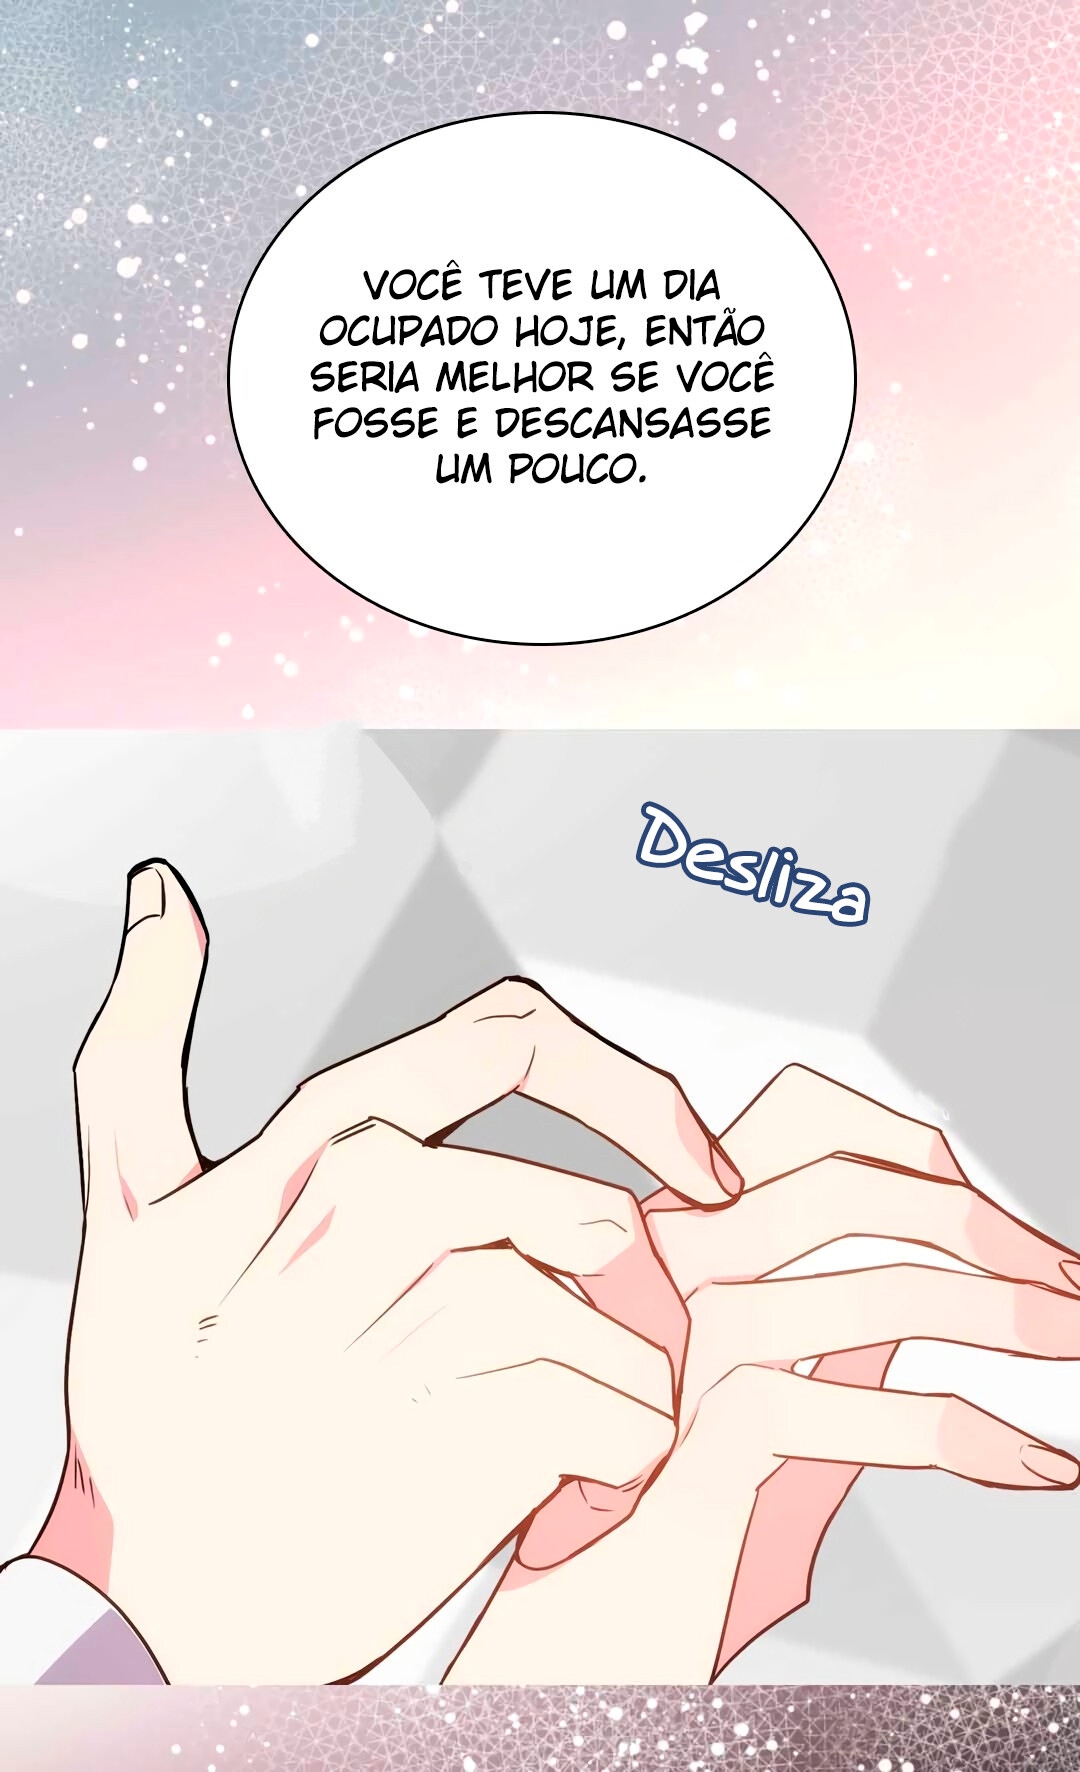 VOCÊ TEVE UM DIA
OCUPADO HOJE, ENTÃO
SERIA MELHOR SE VOCÊ
FOSSE E DESCANSASSE
UM POUCO.
Desliza